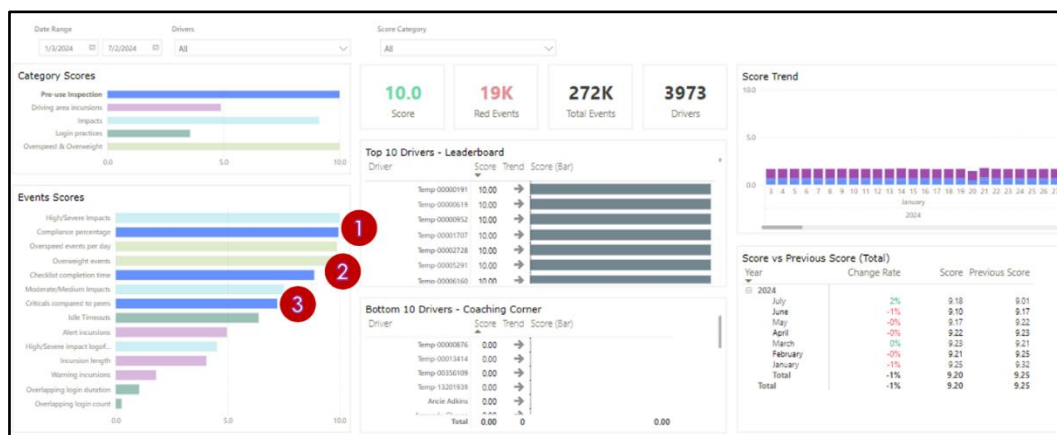 Date Range
Drivers
Score Category
1/3/2024
7/2/2024
All
All
Category Scores
Pre-use Inspection
Driving area incursions
Impacts
Login practices
Overspeed & Overweight
0.0 5.0 10.0
10.0
Score
19K
Red Events
272K
Total Events
3973
Drivers
Score Trend
10.0
5.0
0.0
3 4 5 6 7 8 9 10 11 12 13 14 15 16 17 18 19 20 21 22 23 24 25 26 27
January
2024
Top 10 Drivers - Leaderboard
Driver Score Trend Score (Bar)
Temp-00000191 10.00
Temp-00000619 10.00
Temp-00000952 10.00
Temp-00001707 10.00
Temp-00002728 10.00
Temp-00005291 10.00
Temp-00006160 10.00
Events Scores
High/Severe Impacts
Compliance percentage
Overspeed events per day
Overweight events
Checklist completion time
Moderate/Medium Impacts
Criticals compared to peers
Idle Timeouts
Alert incursions
High/Severe impact logof...
Incursion length
Warning incursions
Overlapping login duration
Overlapping login count
0.0 5.0 10.0
1
2
3
Bottom 10 Drivers - Coaching Corner
Driver Score Trend Score (Bar)
Temp-00000876 0.00
Temp-00013414 0.00
Temp-00356109 0.00
Temp-13201939 0.00
Ancie Adkins 0.00
Total 0.00 0 0.00
Score vs Previous Score (Total)
Year Change Rate Score Previous Score
2024
July 2% 9.18 9.01
June -1% 9.10 9.17
May -0% 9.17 9.22
April -0% 9.22 9.23
March 0% 9.23 9.21
February -0% 9.21 9.25
January -1% 9.25 9.32
Total -1% 9.20 9.25
Total -1% 9.20 9.25